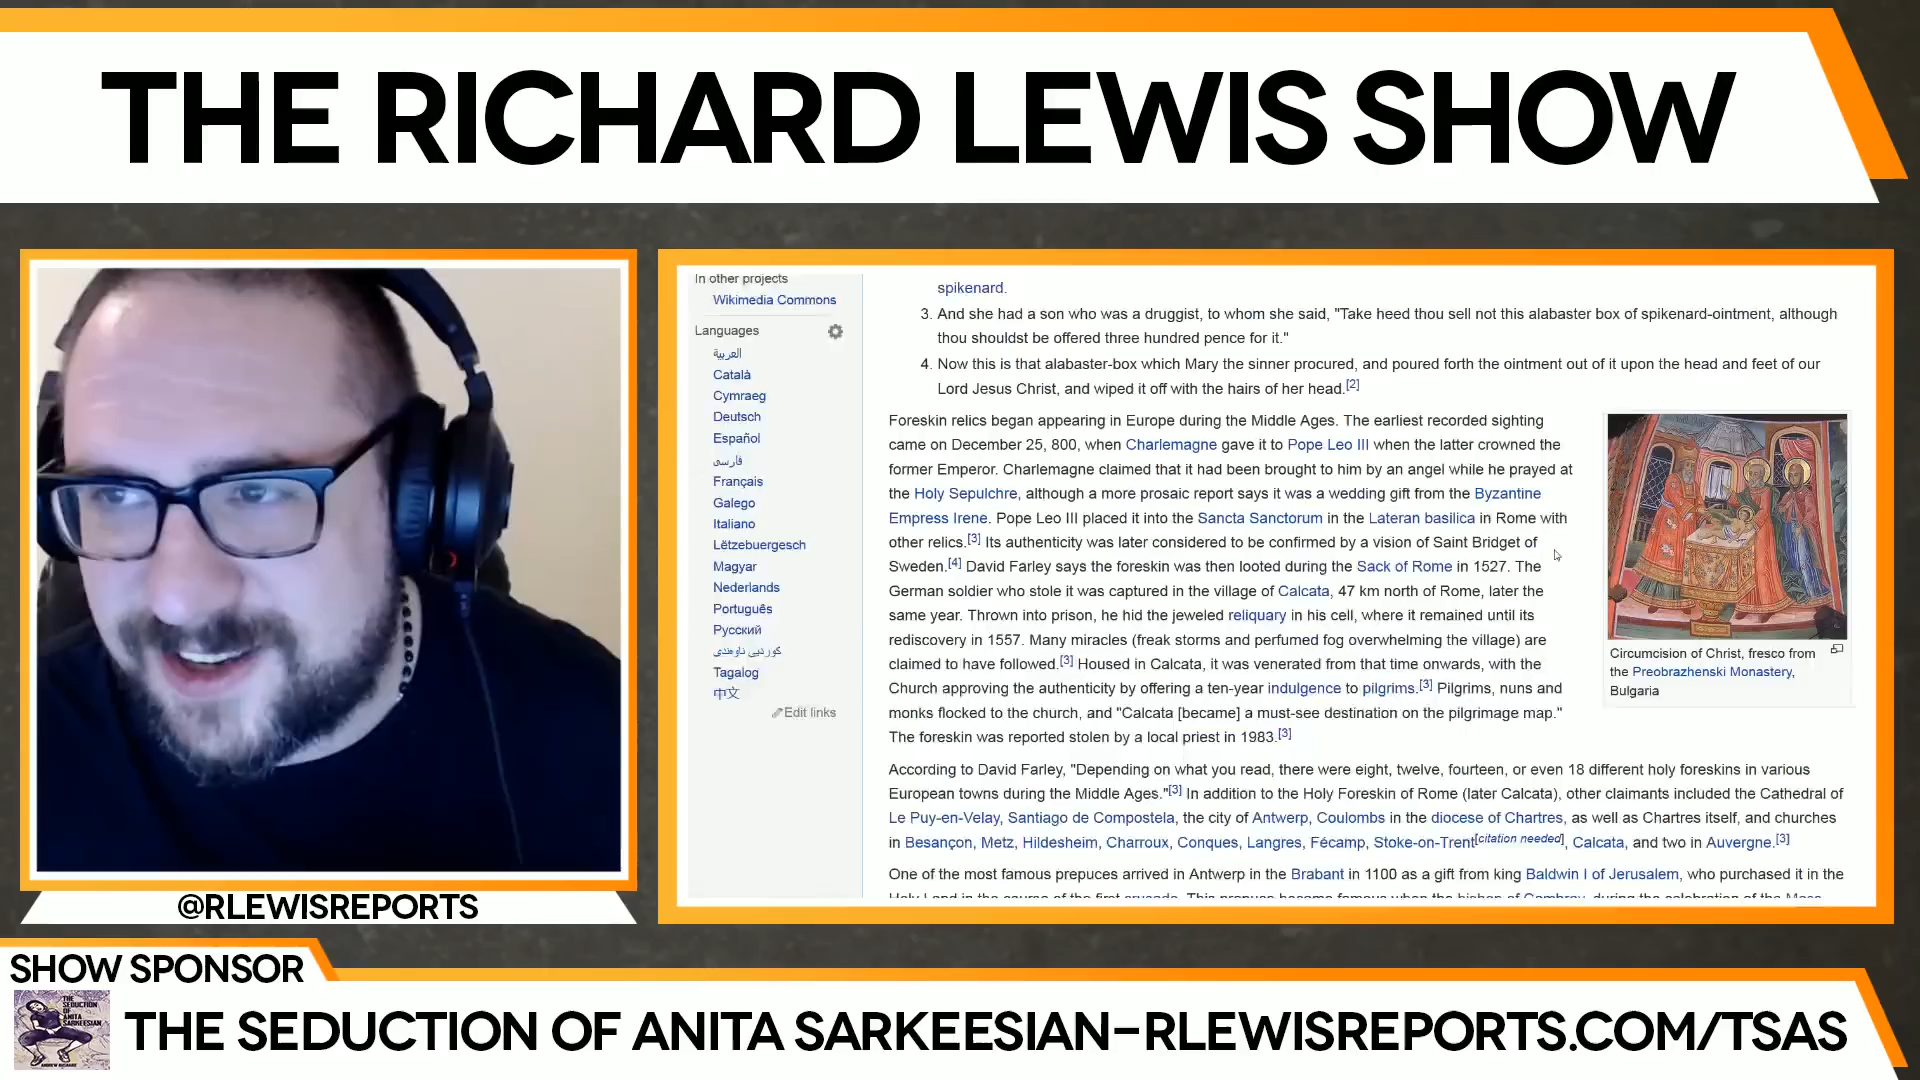 THE RICHARD LEWIS SHOW
In other projects
Wikimedia Commons
Languages
العربية
Català
Cymraeg
Deutsch
Español
فارسی
Français
Galego
Italiano
Lëtzebuergesch
Magyar
Nederlands
Português
Русский
کوردیی ناوەندی
Tagalog
中文
Edit links
spikenard.
3. And she had a son who was a druggist, to whom she said, "Take heed thou sell not this alabaster box of spikenard-ointment, although
thou shouldst be offered three hundred pence for it."
4. Now this is that alabaster-box which Mary the sinner procured, and poured forth the ointment out of it upon the head and feet of our
Lord Jesus Christ, and wiped it off with the hairs of her head.[2]
Foreskin relics began appearing in Europe during the Middle Ages. The earliest recorded sighting
came on December 25, 800, when Charlemagne gave it to Pope Leo III when the latter crowned the
former Emperor. Charlemagne claimed that it had been brought to him by an angel while he prayed at
the Holy Sepulchre, although a more prosaic report says it was a wedding gift from the Byzantine
Empress Irene. Pope Leo III placed it into the Sancta Sanctorum in the Lateran basilica in Rome with
other relics.[3] Its authenticity was later considered to be confirmed by a vision of Saint Bridget of
Sweden.[4] David Farley says the foreskin was then looted during the Sack of Rome in 1527. The
German soldier who stole it was captured in the village of Calcata, 47 km north of Rome, later the
same year. Thrown into prison, he hid the jeweled reliquary in his cell, where it remained until its
rediscovery in 1557. Many miracles (freak storms and perfumed fog overwhelming the village) are
claimed to have followed.[3] Housed in Calcata, it was venerated from that time onwards, with the
Church approving the authenticity by offering a ten-year indulgence to pilgrims.[3] Pilgrims, nuns and
monks flocked to the church, and "Calcata [became] a must-see destination on the pilgrimage map."
The foreskin was reported stolen by a local priest in 1983.[3]
Circumcision of Christ, fresco from
the Preobrazhenski Monastery,
Bulgaria
According to David Farley, "Depending on what you read, there were eight, twelve, fourteen, or even 18 different holy foreskins in various
European towns during the Middle Ages."[3] In addition to the Holy Foreskin of Rome (later Calcata), other claimants included the Cathedral of
Le Puy-en-Velay, Santiago de Compostela, the city of Antwerp, Coulombs in the diocese of Chartres, as well as Chartres itself, and churches
in Besançon, Metz, Hildesheim, Charroux, Conques, Langres, Fécamp, Stoke-on-Trent[citation needed], Calcata, and two in Auvergne.[3]
One of the most famous prepuces arrived in Antwerp in the Brabant in 1100 as a gift from king Baldwin I of Jerusalem, who purchased it in the
@RLEWISREPORTS
SHOW SPONSOR
THE
SEDUCTION
OF
ANITA
SARKEESIAN
THE SEDUCTION OF ANITA SARKEESIAN-RLEWISREPORTS.COM/TSAS